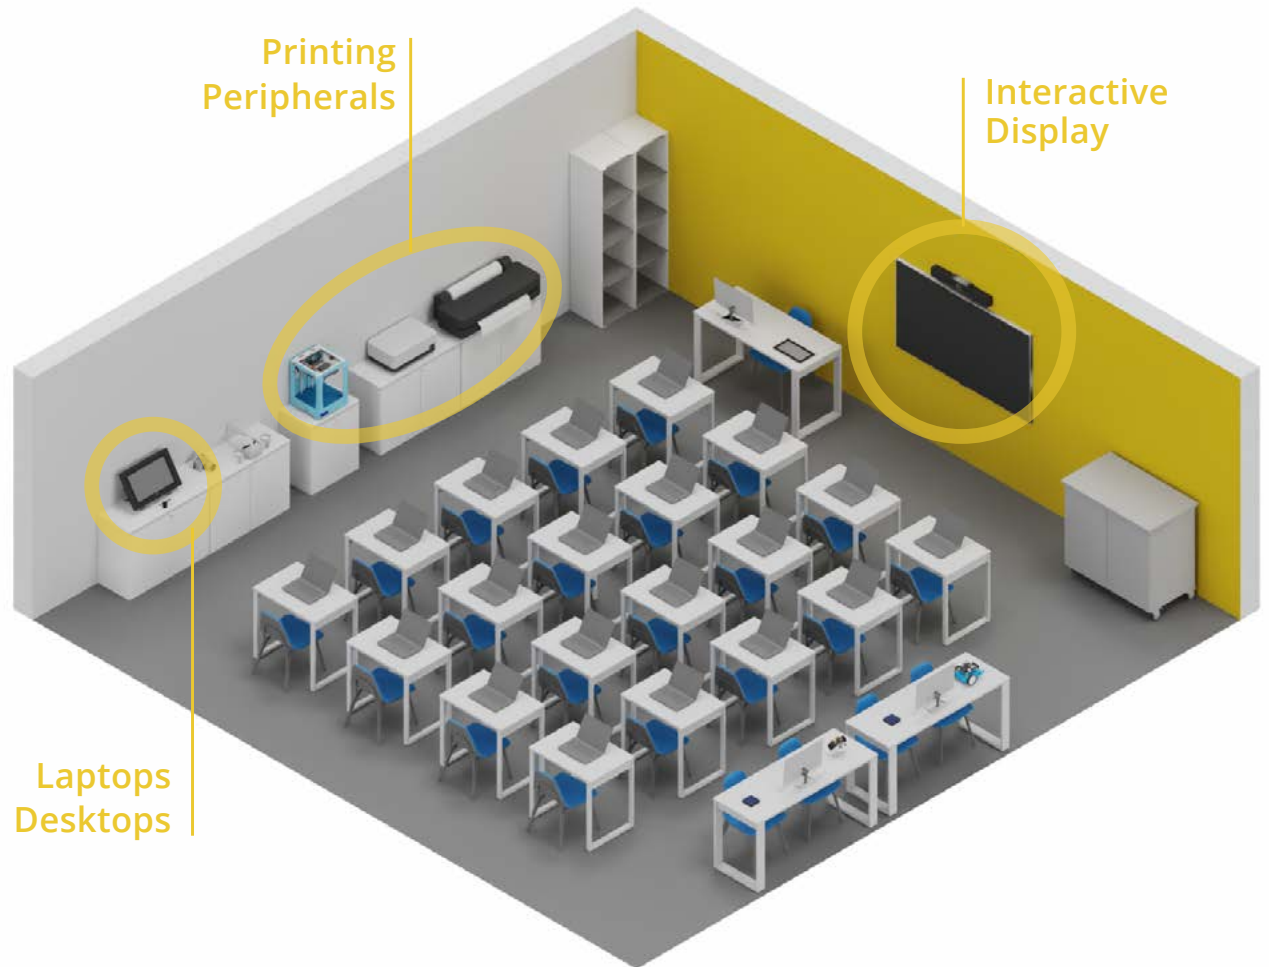 Printing
Peripherals
Interactive
Display
Laptops
Desktops